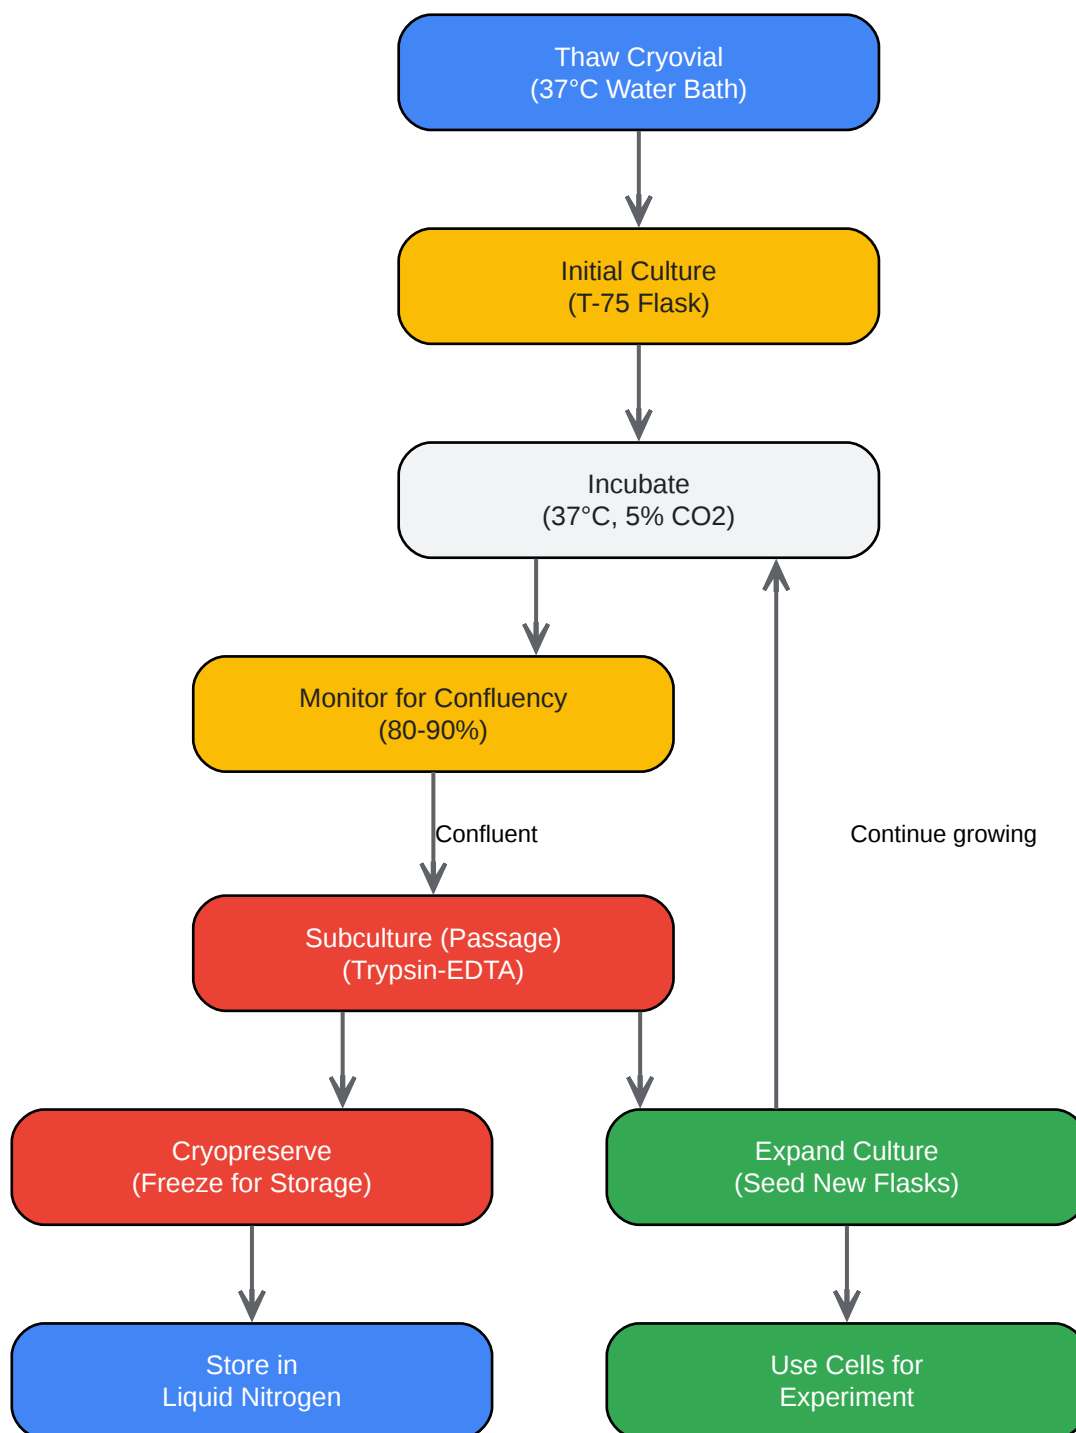 Thaw Cryovial
(37°C Water Bath)
Initial Culture
(T-75 Flask)
Incubate
(37°C, 5% CO2)
Monitor for Confluency
(80-90%)
Confluent
Continue growing
Subculture (Passage)
(Trypsin-EDTA)
Cryopreserve
(Freeze for Storage)
Expand Culture
(Seed New Flasks)
Store in
Liquid Nitrogen
Use Cells for
Experiment